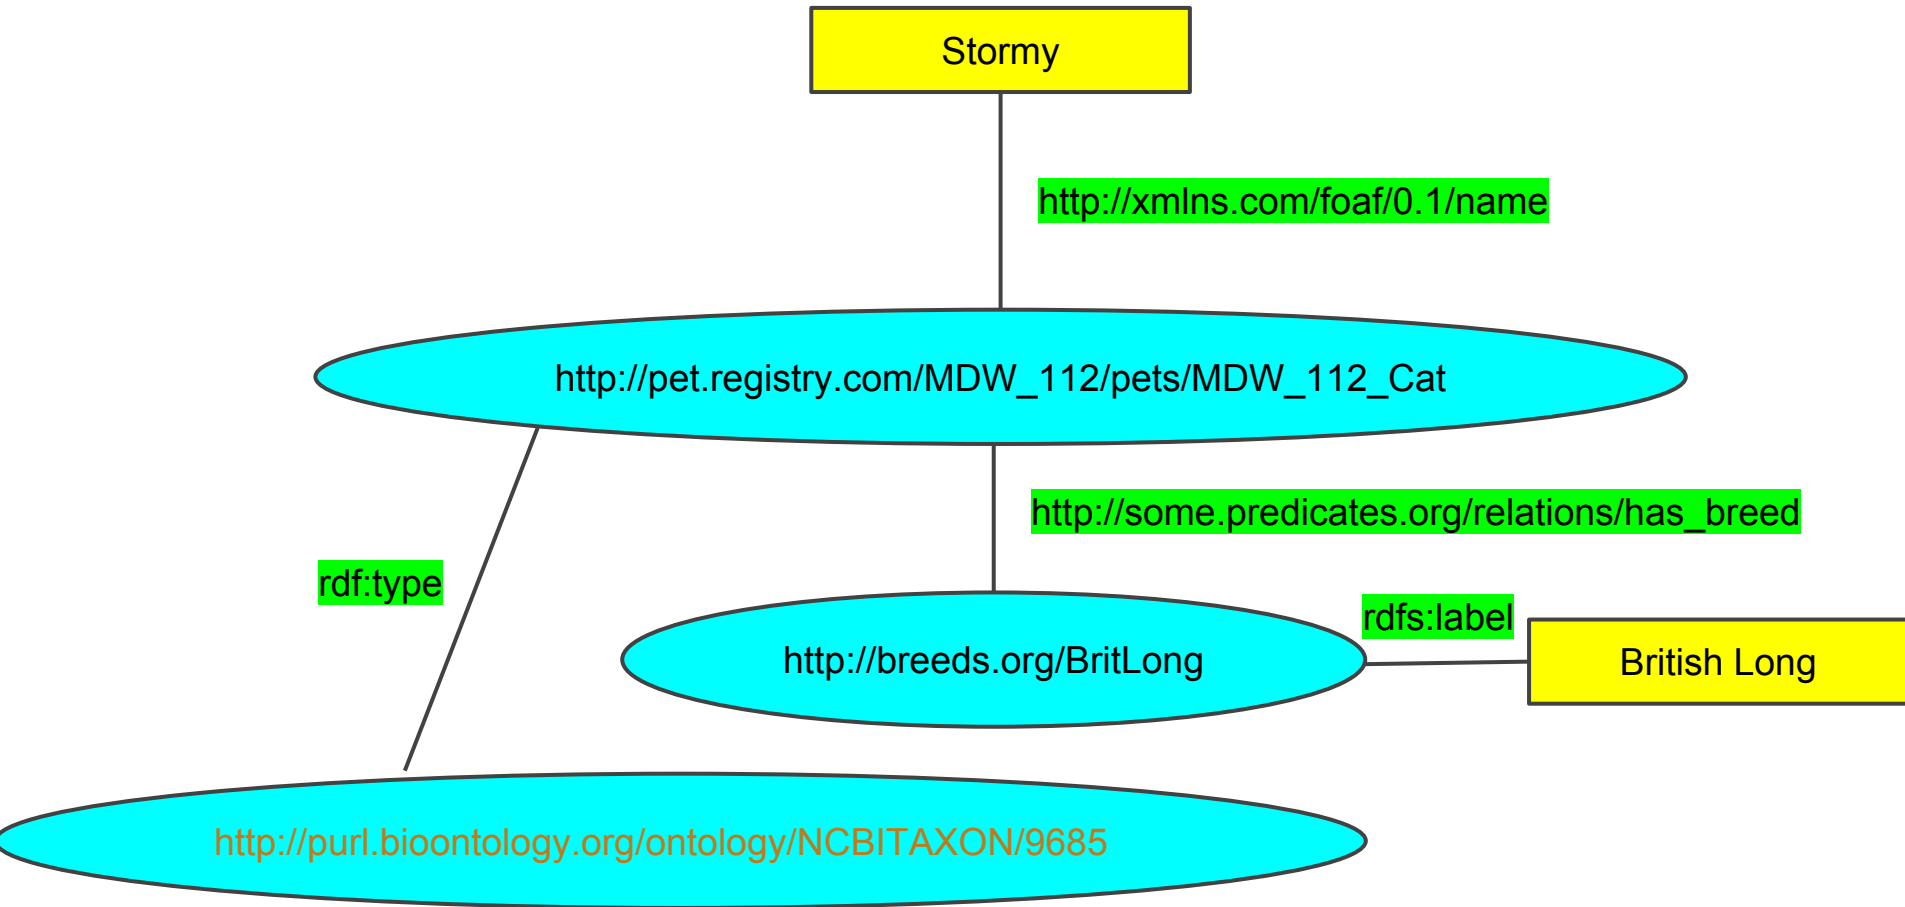 Stormy
http://xmlns.com/foaf/0.1/name
http://pet.registry.com/MDW_112/pets/MDW_112_Cat
http://some.predicates.org/relations/has_breed
rdf:type
rdfs:label
http://breeds.org/BritLong
British Long
http://purl.bioontology.org/ontology/NCBITAXON/9685